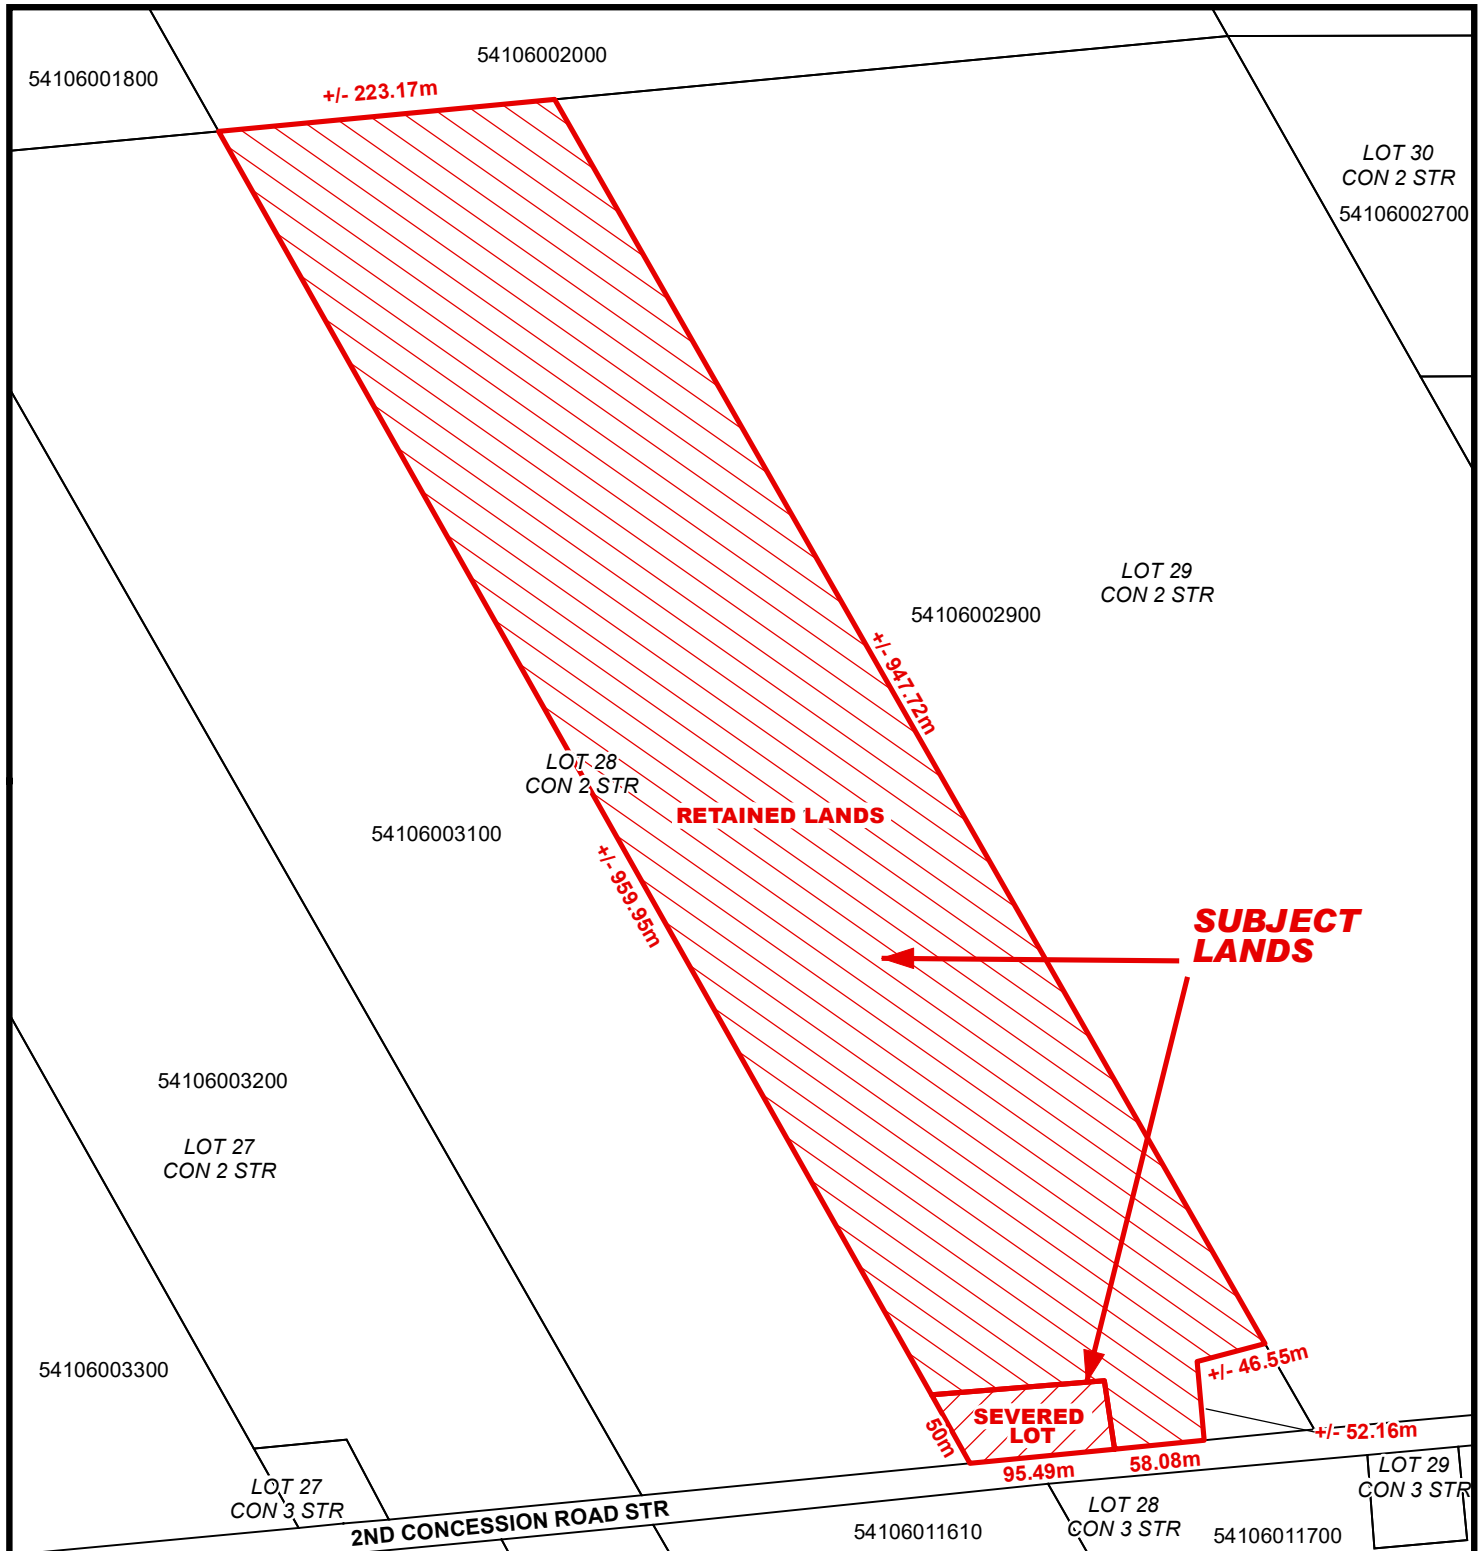 54106002000
54106001800
+/- 223.17m
LOT 30
CON 2 STR
54106002700
LOT 29
CON 2 STR
54106002900
+/- 947.72m
LOT 28
CON 2 STR
RETAINED LANDS
54106003100
+/- 959.95m
SUBJECT
LANDS
54106003200
LOT 27
CON 2 STR
54106003300
+/- 46.55m
SEVERED
LOT
50m
+/- 52.16m
95.49m
58.08m
LOT 29
CON 3 STR
LOT 27
CON 3 STR
2ND CONCESSION ROAD STR
LOT 28
CON 3 STR
54106011610
54106011700